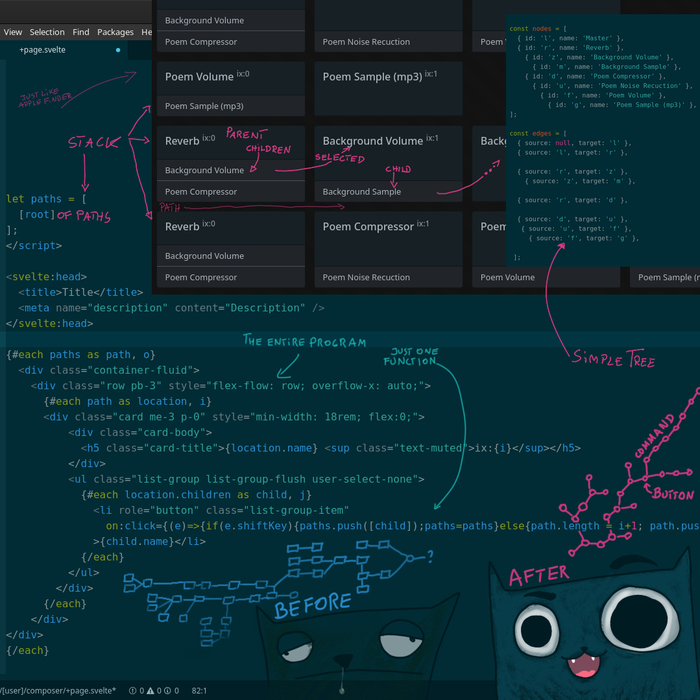 View Select Find Packages He
+page.svelte
JUST LIKE
APPLE FINDER
STACK
let paths = [
[root] OF PATHS
];
</script>
<svelte:head>
<title>Title</title>
<meta name="description" content="Description" />
</svelte:head>
Background Volume
Poem Compressor
Poem Noise Recuction
Poem V
Poem Volume ix:0
Poem Sample (mp3)
Poem Sample (mp3) ix:1
Reverb ix:0
PARENT
CHILDREN
Background Volume
Poem Compressor
SELECTED
Background Volume ix:1
CHILD
Background Sample
Backg
PATH
Reverb ix:0
Background Volume
Poem Compressor
Poem Compressor ix:1
Poem Noise Recuction
Poem Volume
Poem Sample (m
const nodes = [
{ id: 'l', name: 'Master' },
{ id: 'r', name: 'Reverb' },
{ id: 'z', name: 'Background Volume' },
{ id: 'm', name: 'Background Sample' },
{ id: 'd', name: 'Poem Compressor' },
{ id: 'u', name: 'Poem Noise Recuction' },
{ id: 'f', name: 'Poem Volume' },
{ id: 'g', name: 'Poem Sample (mp3)' },
];
const edpes = [
{ source: null, target: 'l' },
{ source: 'l', target: 'r' },
{ source: 'r', target: 'z' },
{ source: 'z', target: 'm' },
{ source: 'r', target: 'd' },
{ source: 'd', target: 'u' },
{ source: 'u', target: 'f' },
{ source: 'f', target: 'g' },
];
SIMPLE TREE
THE ENTIRE PROGRAM
JUST ONE
FUNCTION
{#each paths as path, o}
<div class="container-fluid">
<div class="row pb-3" style="flex-flow: row; overflow-x: auto;">
{#each path as location, i}
<div class="card me-3 p-0" style="min-width: 18rem; flex:0;">
<div class="card-body">
<h5 class="card-title">{location.name} <sup class="text-muted">ix:{i}</sup></h5>
</div>
<ul class="list-group list-group-flush user-select-none">
{#each location.children as child, j}
<li role="button" class="list-group-item"
on:click={(e)=>{if(e.shiftKey){paths.push([child]);paths=paths}else{path.length = i+1; path.pus
>{child.name}</li>
{/each}
</ul>
</div>
{/each}
</div>
</div>
{/each}
COMMAND
BUTTON
?
BEFORE
AFTER
/[user]/composer/+page.svelte* 0 0 0 82:1